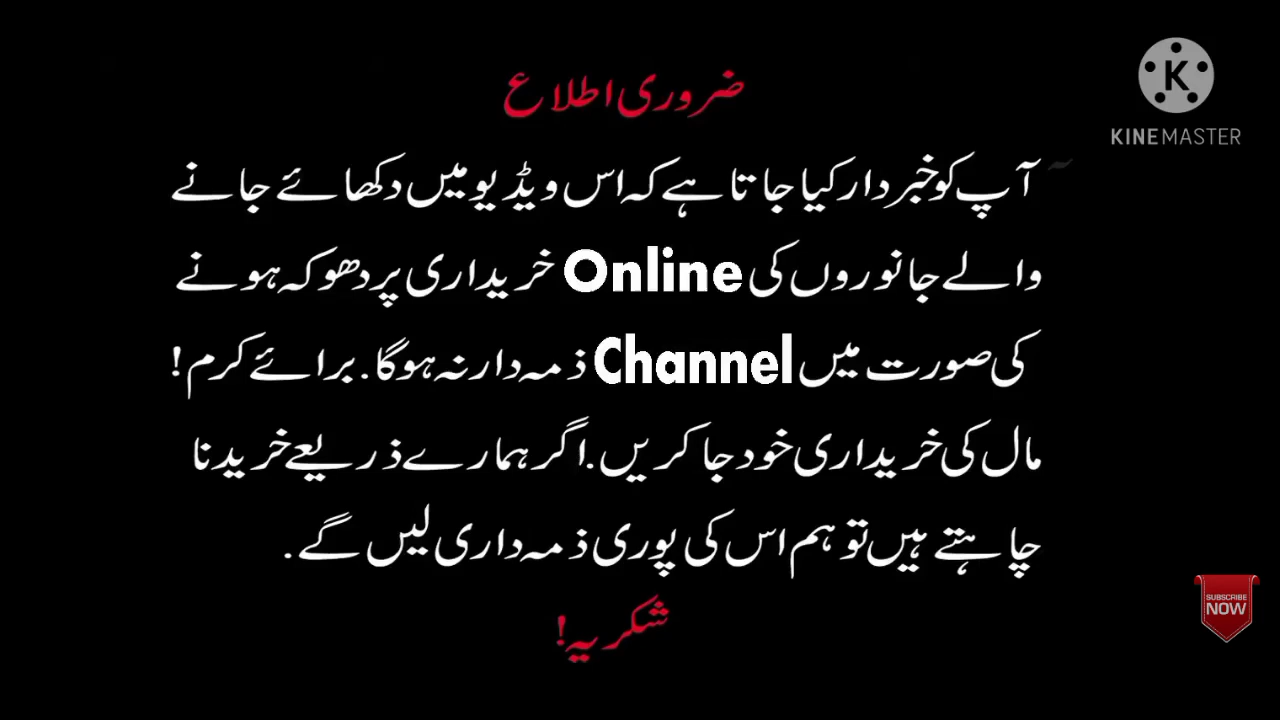 ضروری اطلاع
KINEMASTER
آپ کو خبردار کیا جاتا ہے کہ اس ویڈیو میں دکھائے جانے
والے جانوروں کی Online خریداری پر دھوکہ ہونے
کی صورت میں Channel ذمہ دار نہ ہوگا. برائے کرم!
مال کی خریداری خود جا کریں. اگر ہمارے ذریعے خریدنا
چاہتے ہیں تو ہم اس کی پوری ذمہ داری لیں گے.
شکریہ!
SUBSCRIBE
NOW